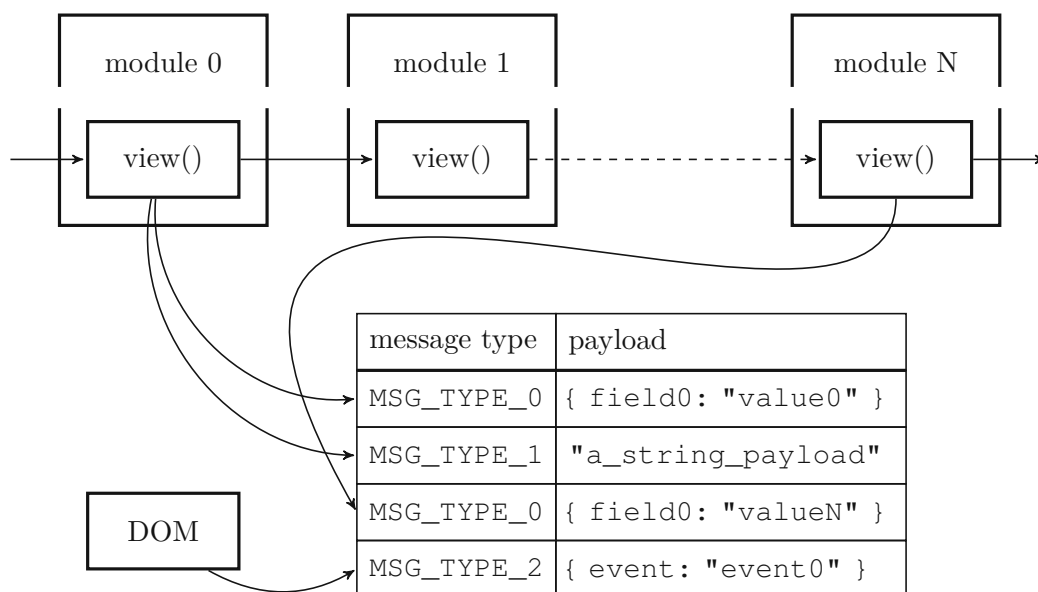 module 0 module 1 module N
view() view() view()
message type payload
MSG_TYPE_0 { field0: "value0" }
MSG_TYPE_1 "a_string_payload"
MSG_TYPE_0 { field0: "valueN" }
DOM
MSG_TYPE_2 { event: "event0" }